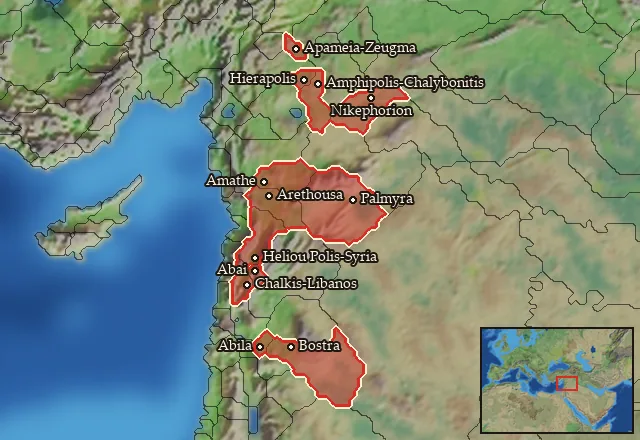 Apameia-Zeugma
Hierapolis
Amphipolis-Chalybonitis
Nikephorion
Amathe
Arethousa
Palmyra
Heliou Polis-Syria
Abai
Chalkis-Libanos
Abila
Bostra